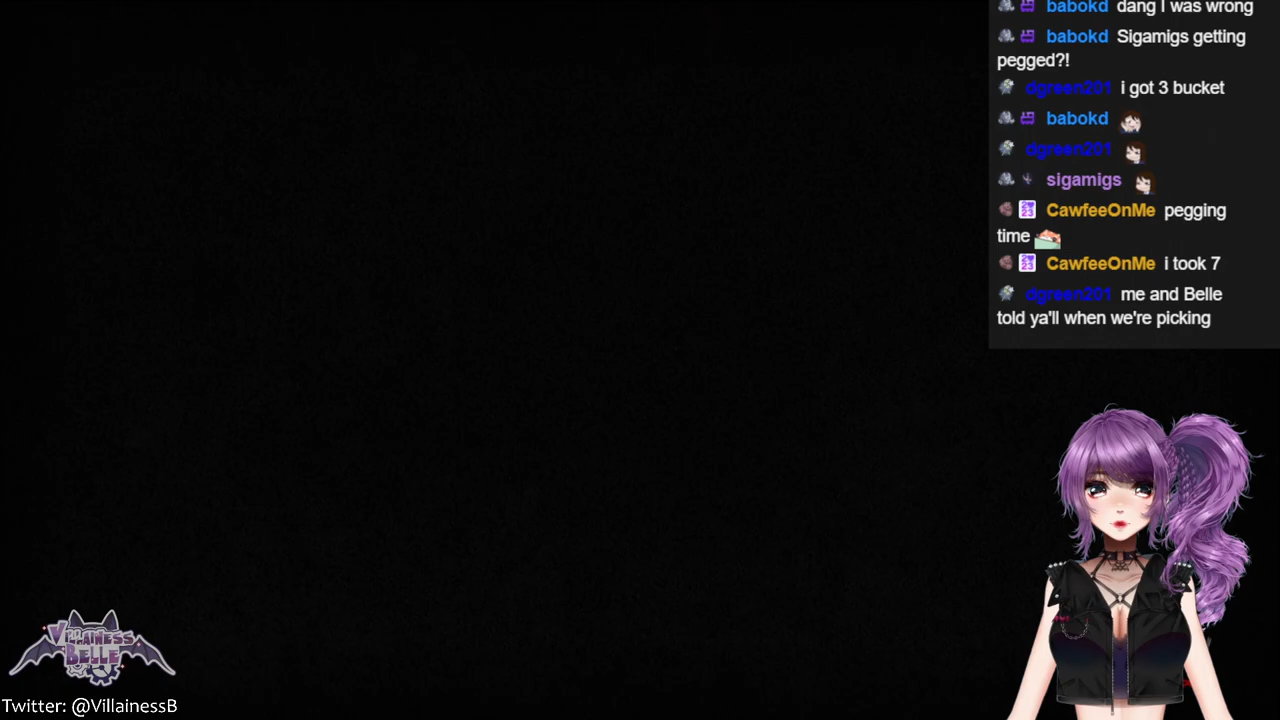 babokd dang I was wrong
babokd Sigamigs getting
pegged?!
dgreen201 i got 3 bucket
babokd
dgreen201
sigamigs
CawfeeOnMe pegging
time
CawfeeOnMe i took 7
dgreen201 me and Belle
told ya'll when we're picking
VILLAINESS
BELLE
Twitter: @VillainessB